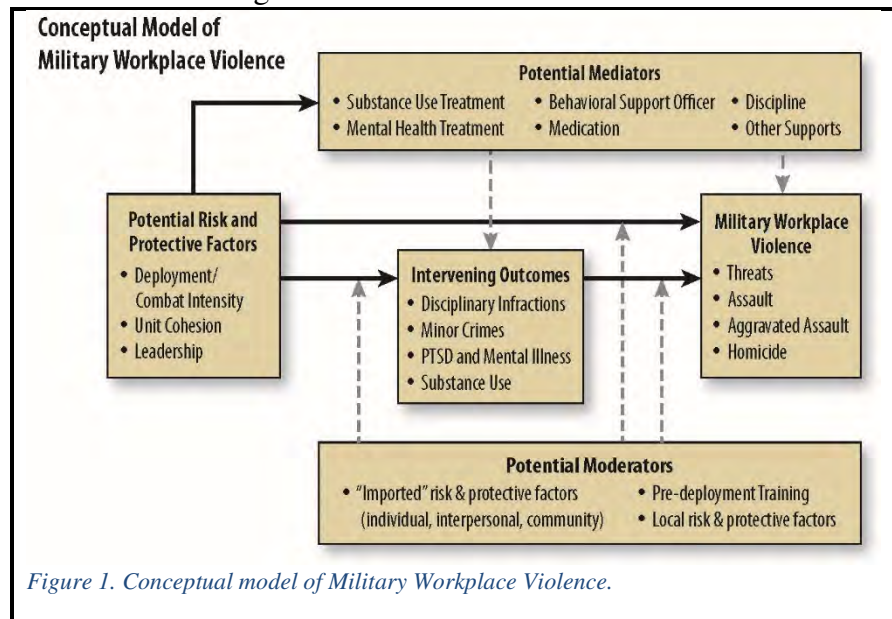 Conceptual Model of
Military Workplace Violence
Potential Mediators
• Substance Use Treatment
• Mental Health Treatment
• Behavioral Support Officer
• Medication
• Discipline
• Other Supports
Potential Risk and
Protective Factors
• Deployment/
Combat Intensity
• Unit Cohesion
• Leadership
Intervening Outcomes
• Disciplinary Infractions
• Minor Crimes
• PTSD and Mental Illness
• Substance Use
Military Workplace
Violence
• Threats
• Assault
• Aggravated Assault
• Homicide
Potential Moderators
• "Imported" risk & protective factors
(individual, interpersonal, community)
• Pre-deployment Training
• Local risk & protective factors
Figure 1. Conceptual model of Military Workplace Violence.